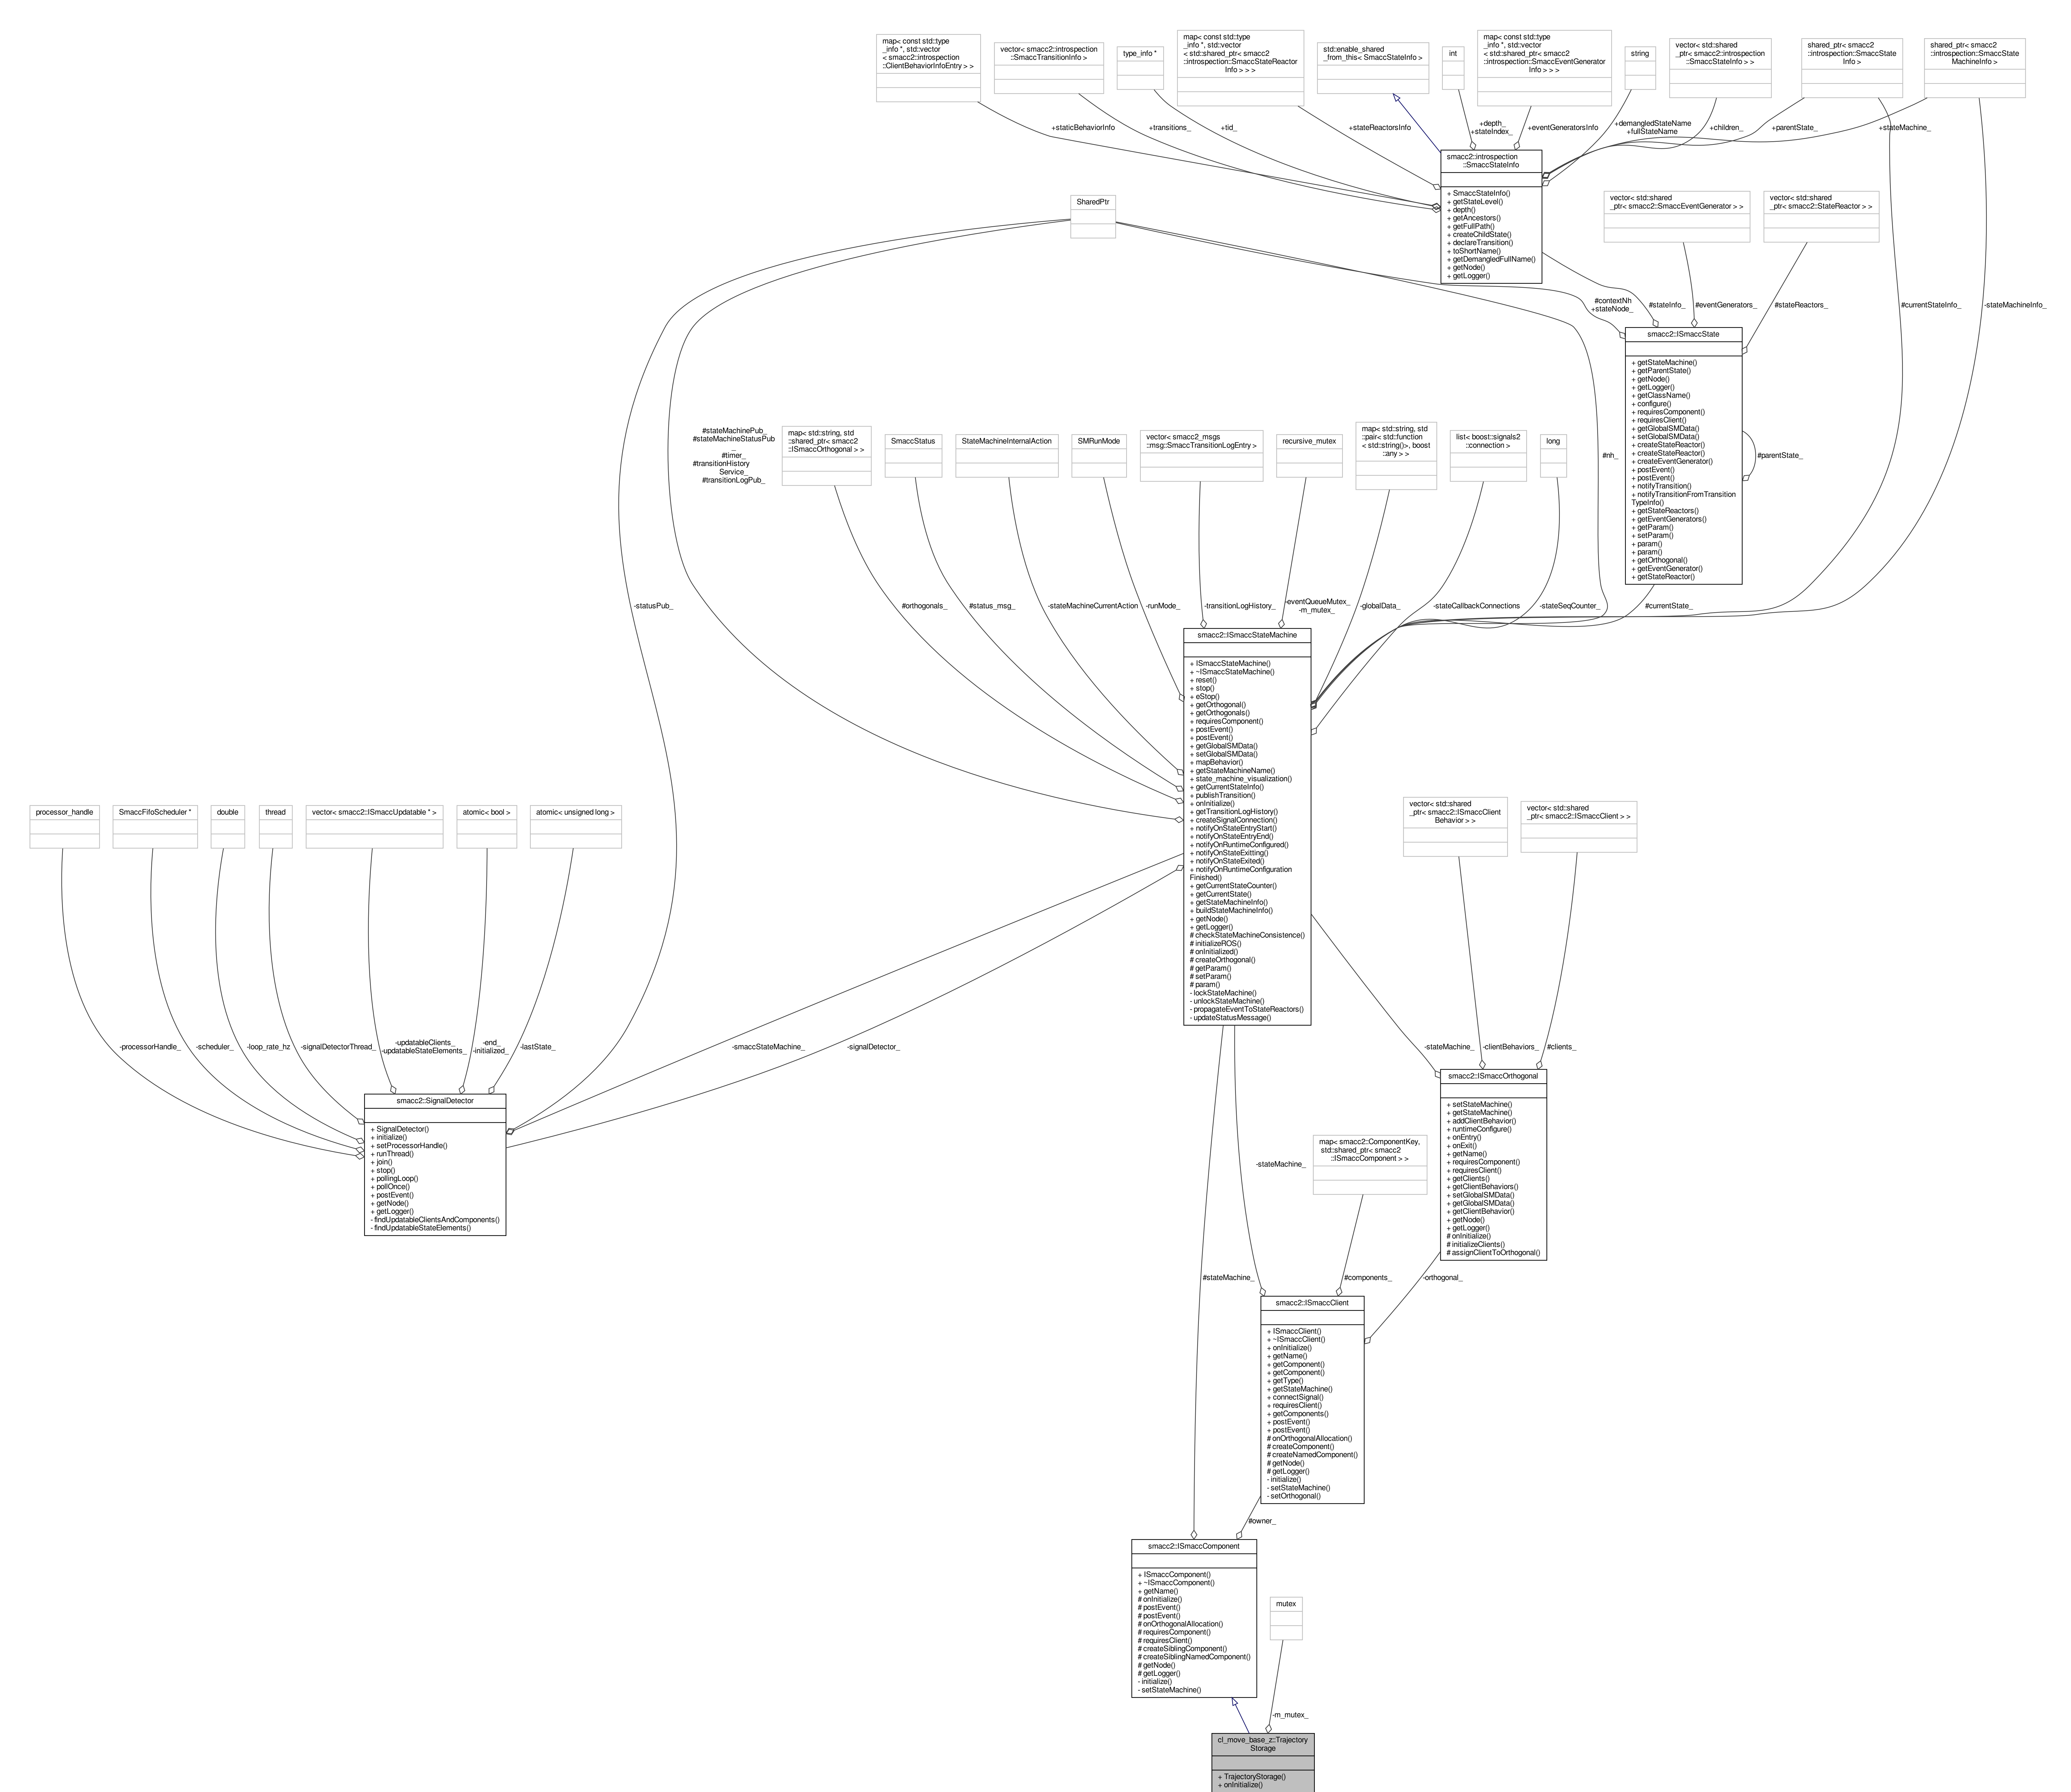 map< const std::type
_info *, std::vector
< smacc2::introspection
::ClientBehaviorInfoEntry > >
vector< smacc2::introspection
::SmaccTransitionInfo >
type_info *
map< const std::type
_info *, std::vector
< std::shared_ptr< smacc2
::introspection::SmaccStateReactor
Info > > >
std::enable_shared
_from_this< SmaccStateInfo >
int
map< const std::type
_info *, std::vector
< std::shared_ptr< smacc2
::introspection::SmaccEventGenerator
Info > > >
string
vector< std::shared
_ptr< smacc2::introspection
::SmaccStateInfo > >
shared_ptr< smacc2
::introspection::SmaccState
Info >
shared_ptr< smacc2
::introspection::SmaccState
MachineInfo >
+staticBehaviorInfo
+transitions_
+tid_
+stateReactorsInfo
+depth_
+stateIndex_
+eventGeneratorsInfo
+demangledStateName
+fullStateName
+children_
+parentState_
+stateMachine_
smacc2::introspection
::SmaccStateInfo
+ SmaccStateInfo()
+ getStateLevel()
+ depth()
+ getAncestors()
+ getFullPath()
+ createChildState()
+ declareTransition()
+ toShortName()
+ getDemangledFullName()
+ getNode()
+ getLogger()
SharedPtr
vector< std::shared
_ptr< smacc2::SmaccEventGenerator > >
vector< std::shared
_ptr< smacc2::StateReactor > >
#contextNh
+stateNode_
#stateInfo_
#eventGenerators_
#stateReactors_
#currentStateInfo_
-stateMachineInfo_
smacc2::ISmaccState
+ getStateMachine()
+ getParentState()
+ getNode()
+ getLogger()
+ getClassName()
+ configure()
+ requiresComponent()
+ requiresClient()
+ getGlobalSMData()
+ setGlobalSMData()
+ createStateReactor()
+ createStateReactor()
+ createEventGenerator()
+ postEvent()
+ postEvent()
+ notifyTransition()
+ notifyTransitionFromTransition
TypeInfo()
+ getStateReactors()
+ getEventGenerators()
+ getParam()
+ setParam()
+ param()
+ param()
+ getOrthogonal()
+ getEventGenerator()
+ getStateReactor()
#parentState_
#stateMachinePub_
#stateMachineStatusPub
_
#timer_
#transitionHistory
Service_
#transitionLogPub_
map< std::string, std
::shared_ptr< smacc2
::ISmaccOrthogonal > >
SmaccStatus
StateMachineInternalAction
SMRunMode
vector< smacc2_msgs
::msg::SmaccTransitionLogEntry >
recursive_mutex
map< std::string, std
::pair< std::function
< std::string()>, boost
::any > >
list< boost::signals2
::connection >
long
#nh_
-statusPub_
#orthogonals_
#status_msg_
-stateMachineCurrentAction
-runMode_
-transitionLogHistory_
-eventQueueMutex_
-m_mutex_
-globalData_
-stateCallbackConnections
-stateSeqCounter_
#currentState_
smacc2::ISmaccStateMachine
+ ISmaccStateMachine()
+ ~ISmaccStateMachine()
+ reset()
+ stop()
+ eStop()
+ getOrthogonal()
+ getOrthogonals()
+ requiresComponent()
+ postEvent()
+ postEvent()
+ getGlobalSMData()
+ setGlobalSMData()
+ mapBehavior()
+ getStateMachineName()
+ state_machine_visualization()
+ getCurrentStateInfo()
+ publishTransition()
+ onInitialize()
+ getTransitionLogHistory()
+ createSignalConnection()
+ notifyOnStateEntryStart()
+ notifyOnStateEntryEnd()
+ notifyOnRuntimeConfigured()
+ notifyOnStateExitting()
+ notifyOnStateExited()
+ notifyOnRuntimeConfiguration
Finished()
+ getCurrentStateCounter()
+ getCurrentState()
+ getStateMachineInfo()
+ buildStateMachineInfo()
+ getNode()
+ getLogger()
# checkStateMachineConsistence()
# initializeROS()
# onInitialized()
# createOrthogonal()
# getParam()
# setParam()
# param()
- lockStateMachine()
- unlockStateMachine()
- propagateEventToStateReactors()
- updateStatusMessage()
processor_handle
SmaccFifoScheduler *
double
thread
vector< smacc2::ISmaccUpdatable * >
atomic< bool >
atomic< unsigned long >
vector< std::shared
_ptr< smacc2::ISmaccClient
Behavior > >
vector< std::shared
_ptr< smacc2::ISmaccClient > >
-processorHandle_
-scheduler_
-loop_rate_hz
-signalDetectorThread_
-updatableClients_
-updatableStateElements_
-end_
-initialized_
-lastState_
-smaccStateMachine_
-signalDetector_
-stateMachine_
-clientBehaviors_
#clients_
smacc2::SignalDetector
+ SignalDetector()
+ initialize()
+ setProcessorHandle()
+ runThread()
+ join()
+ stop()
+ pollingLoop()
+ pollOnce()
+ postEvent()
+ getNode()
+ getLogger()
- findUpdatableClientsAndComponents()
- findUpdatableStateElements()
smacc2::ISmaccOrthogonal
+ setStateMachine()
+ getStateMachine()
+ addClientBehavior()
+ runtimeConfigure()
+ onEntry()
+ onExit()
+ getName()
+ requiresComponent()
+ requiresClient()
+ getClients()
+ getClientBehaviors()
+ setGlobalSMData()
+ getGlobalSMData()
+ getClientBehavior()
+ getNode()
+ getLogger()
# onInitialize()
# initializeClients()
# assignClientToOrthogonal()
map< smacc2::ComponentKey,
std::shared_ptr< smacc2
::ISmaccComponent > >
-stateMachine_
#stateMachine_
#components_
-orthogonal_
smacc2::ISmaccClient
+ ISmaccClient()
+ ~ISmaccClient()
+ onInitialize()
+ getName()
+ getComponent()
+ getComponent()
+ getType()
+ getStateMachine()
+ connectSignal()
+ requiresClient()
+ getComponents()
+ postEvent()
+ postEvent()
# onOrthogonalAllocation()
# createComponent()
# createNamedComponent()
# getNode()
# getLogger()
- initialize()
- setStateMachine()
- setOrthogonal()
#owner_
smacc2::ISmaccComponent
+ ISmaccComponent()
+ ~ISmaccComponent()
+ getName()
# onInitialize()
# postEvent()
# postEvent()
# onOrthogonalAllocation()
# requiresComponent()
# requiresClient()
# createSiblingComponent()
# createSiblingNamedComponent()
# getNode()
# getLogger()
- initialize()
- setStateMachine()
mutex
-m_mutex_
cl_move_base_z::Trajectory
Storage
+ TrajectoryStorage()
+ onInitialize()